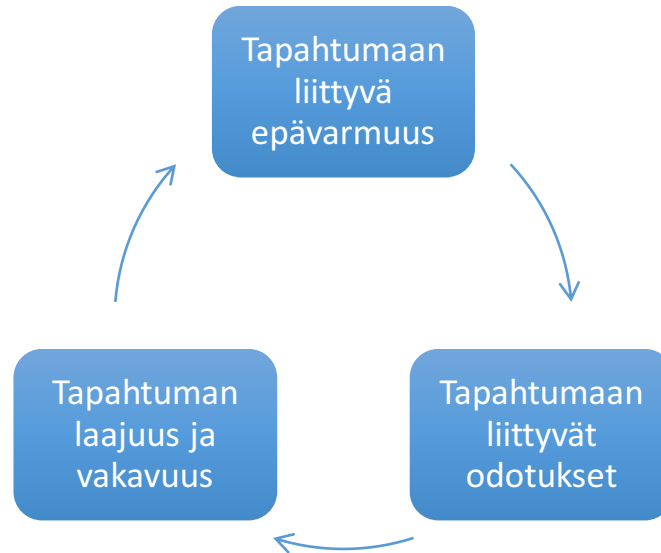 Tapahtumaan
liittyvä
epävarmuus
Tapahtuman
laajuus ja
vakavuus
Tapahtumaan
liittyvät
odotukset